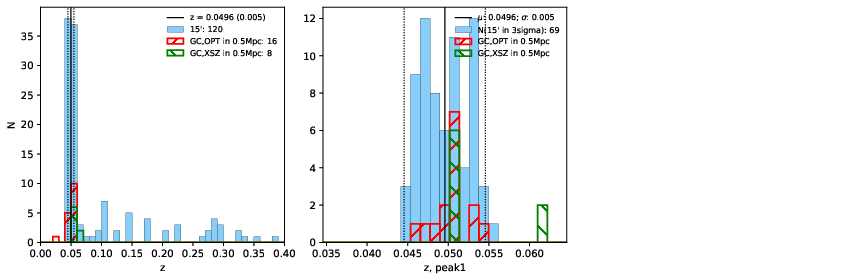 z = 0.0496 (0.005)
15': 120
GC,OPT in 0.5Mpc: 16
GC,XSZ in 0.5Mpc: 8
N
35
30
25
20
15
10
5
0
0.00 0.05 0.10 0.15 0.20 0.25 0.30 0.35 0.40
z
μ: 0.0496; σ: 0.005
N(15' in 3sigma): 69
GC,OPT in 0.5Mpc
GC,XSZ in 0.5Mpc
12
10
8
6
4
2
0
0.035 0.040 0.045 0.050 0.055 0.060
z, peak1